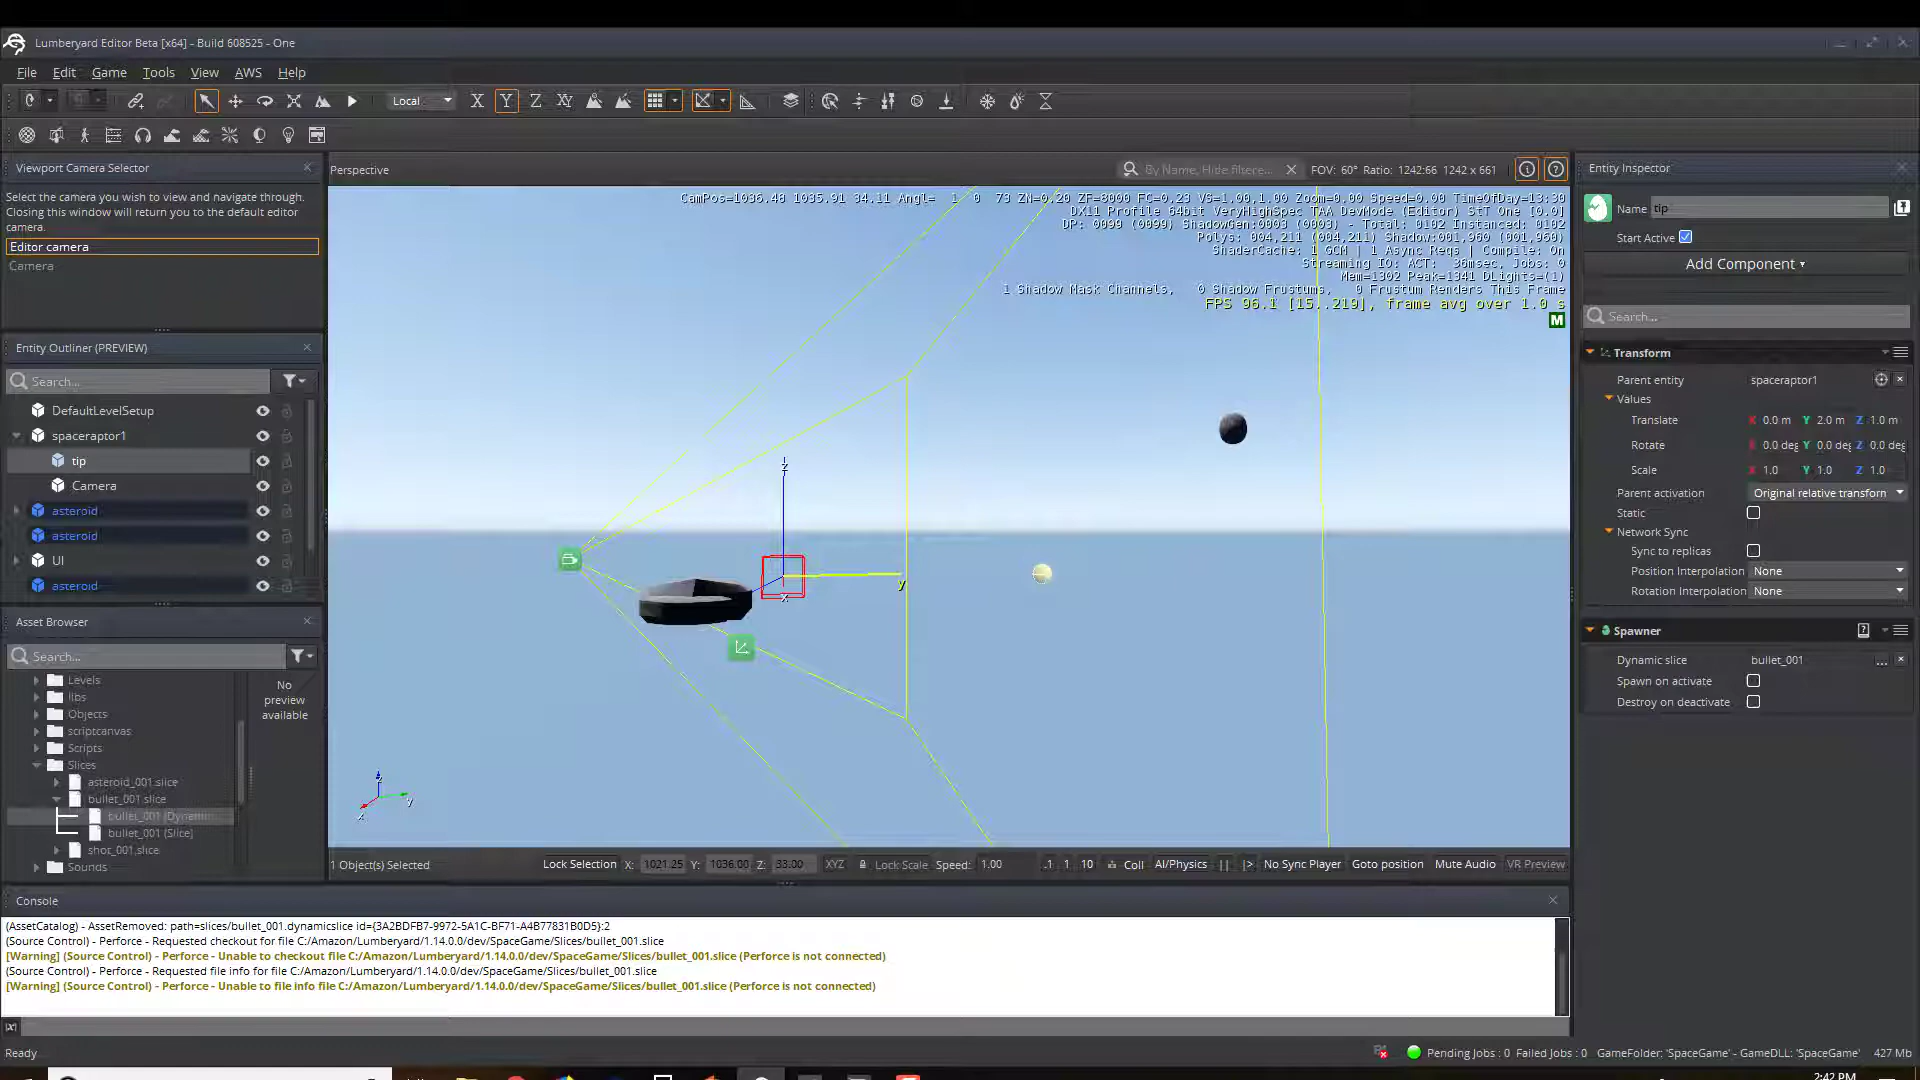 Lumberyard Editor Beta [x64] - Build 608525 - One
File Edit Game Tools View AWS Help
Local X Y Z XY
Viewport Camera Selector
Select the camera you wish to view and navigate through.
Closing this window will return you to the default editor
camera.
Editor camera
Camera
Entity Outliner (PREVIEW)
Search...
DefaultLevelSetup
spaceraptor1
tip
Camera
asteroid
asteroid
UI
asteroid
Asset Browser
Search...
Levels
libs
Objects
scriptcanvas
Scripts
Slices
asteroid_001.slice
bullet_001.slice
bullet_001 (Dynami
bullet_001 (Slice)
shot_001.slice
Sounds
No
preview
available
Perspective
By Name, Hide filtere...
FOV: 60° Ratio: 1242:66 1242 x 661
CamPos=1036.48 1035.91 34.11 Angl= 1 0 73 ZN=0.20 ZF=8000 FC=0.23 VS=1.00,1.00 Zoom=0.00 Speed=0.00 TimeOfDay=13:30
DX11 Profile 64bit VeryHighSpec TAA DevMode (Editor) StT One [0.0]
DP: 0099 (0099) ShadowGen:0003 (0003) - Total: 0102 Instanced: 0102
Polys: 004,211 (004,211) Shadow:001,960 (001,960)
ShaderCache: 1 GCM | 1 Async Reqs | Compile: On
Streaming IO: ACT: 36msec, Jobs: 0
Mem=1302 Peak=1341 DLights=(1)
1 Shadow Mask Channels, 0 Shadow Frustums, 0 Frustum Renders This Frame
FPS 96.1 [15..219], frame avg over 1.0 s
M
z
y
x
z
y
x
1 Object(s) Selected Lock Selection X: 1021.25 Y: 1036.00 Z: 33.00 XYZ Lock Scale Speed: 1.00 .1 1 10 Coll AI/Physics || |> No Sync Player Goto position Mute Audio VR Preview
Entity Inspector
Name tip
Start Active
Add Component
Search...
Transform
Parent entity spaceraptor1
Values
Translate X 0.0 m Y 2.0 m Z 1.0 m
Rotate X 0.0 deg Y 0.0 deg Z 0.0 deg
Scale X 1.0 Y 1.0 Z 1.0
Parent activation Original relative transform
Static
Network Sync
Sync to replicas
Position Interpolation None
Rotation Interpolation None
Spawner
Dynamic slice bullet_001 ...
Spawn on activate
Destroy on deactivate
Console
(AssetCatalog) - AssetRemoved: path=slices/bullet_001.dynamicslice id={3A2BDFB7-9972-5A1C-BF71-A4B77831B0D5}:2
(Source Control) - Perforce - Requested checkout for file C:/Amazon/Lumberyard/1.14.0.0/dev/SpaceGame/Slices/bullet_001.slice
[Warning] (Source Control) - Perforce - Unable to checkout file C:/Amazon/Lumberyard/1.14.0.0/dev/SpaceGame/Slices/bullet_001.slice (Perforce is not connected)
(Source Control) - Perforce - Requested file info for file C:/Amazon/Lumberyard/1.14.0.0/dev/SpaceGame/Slices/bullet_001.slice
[Warning] (Source Control) - Perforce - Unable to file info file C:/Amazon/Lumberyard/1.14.0.0/dev/SpaceGame/Slices/bullet_001.slice (Perforce is not connected)
Ready
Pending Jobs : 0 Failed Jobs : 0 GameFolder: 'SpaceGame' - GameDLL: 'SpaceGame' 427 Mb
2:42 PM